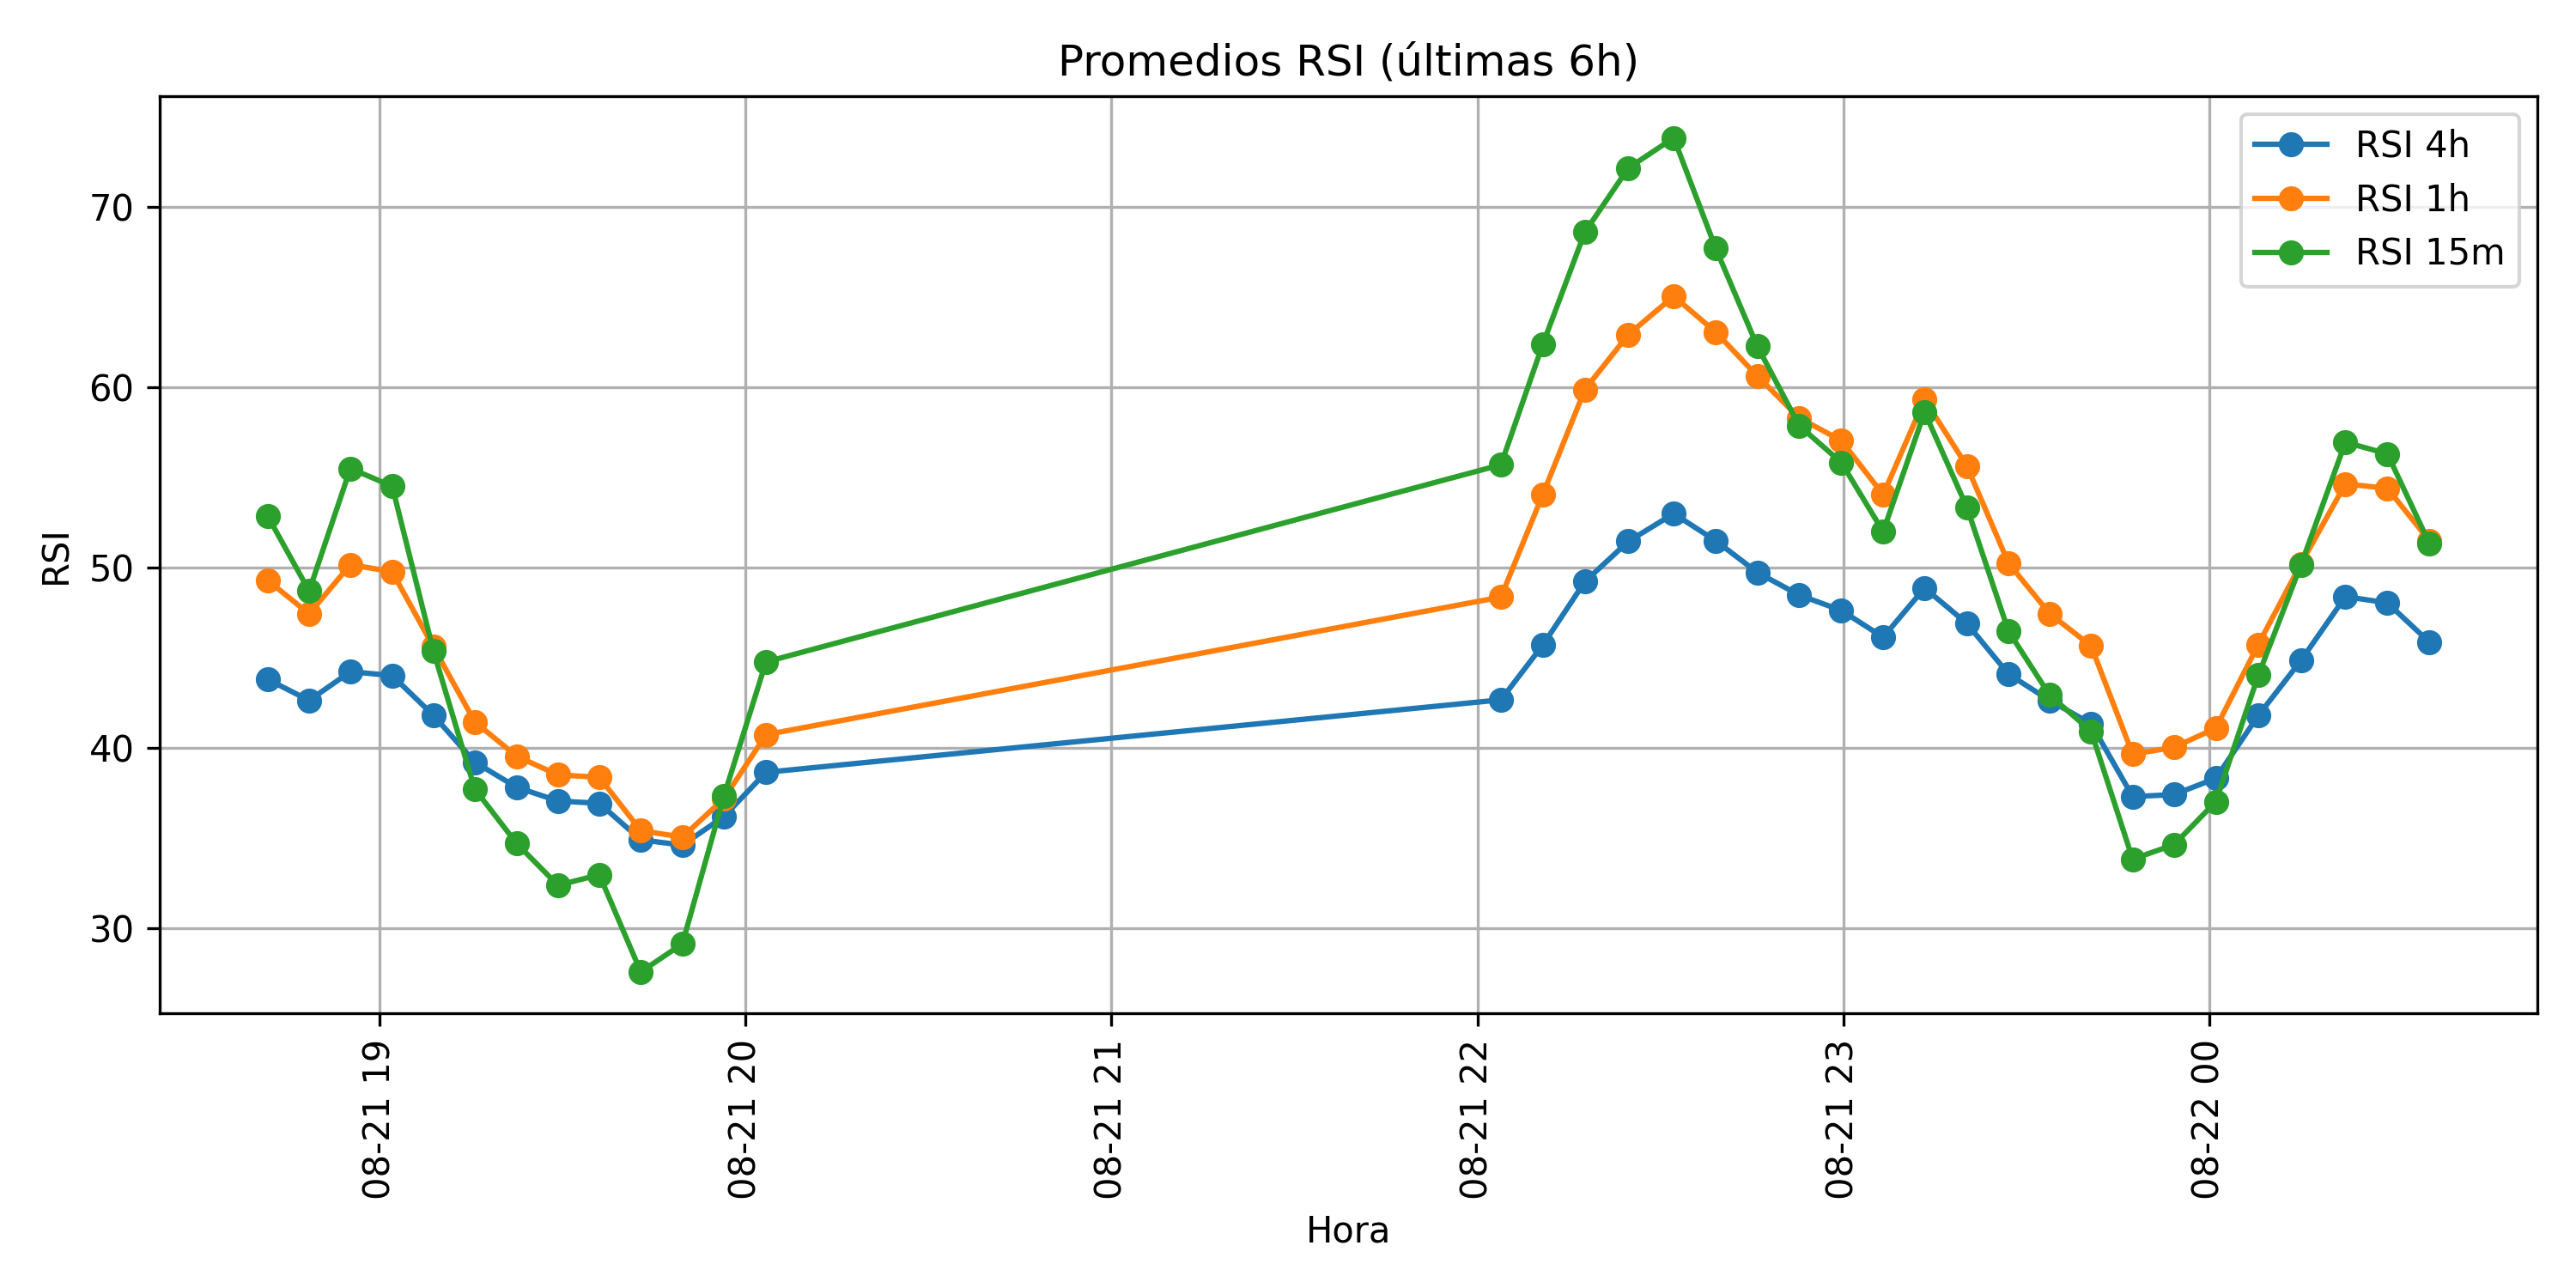 Promedios RSI (últimas 6h)
RSI 4h
RSI 1h
RSI 15m
RSI
70
60
50
40
30
08-21 19
08-21 20
08-21 21
08-21 22
08-21 23
08-22 00
Hora